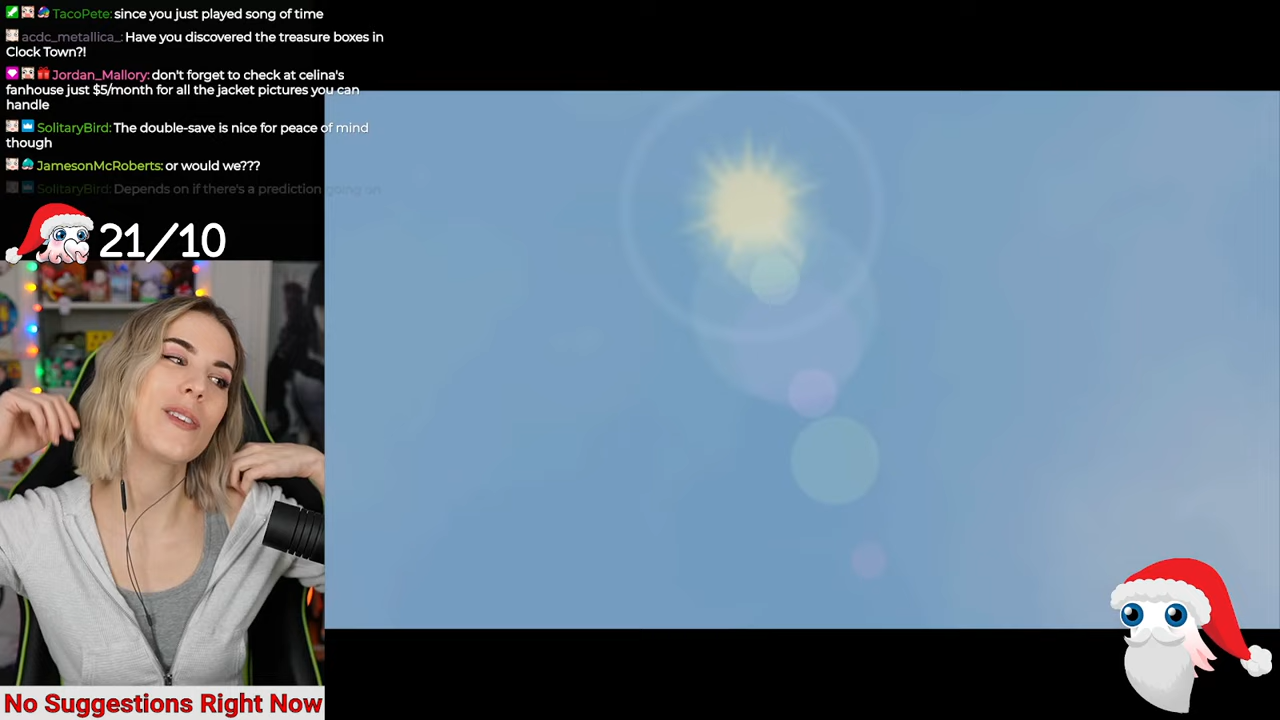 TacoPete: since you just played song of time
acdc_metallica_: Have you discovered the treasure boxes in
Clock Town?!
Jordan_Mallory: don't forget to check at celina's
fanhouse just $5/month for all the jacket pictures you can
handle
SolitaryBird: The double-save is nice for peace of mind
though
JamesonMcRoberts: or would we???
SolitaryBird: Depends on if there's a prediction going on
21/10
No Suggestions Right Now